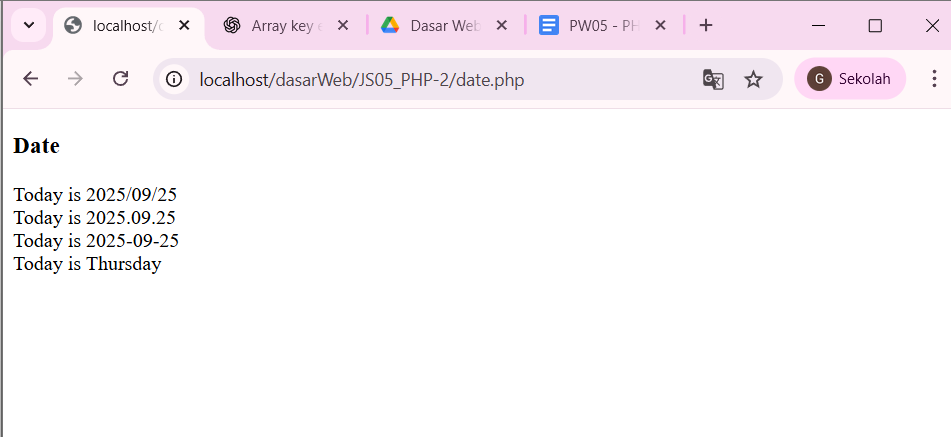 localhost/d
Array key e
Dasar Web
PW05 - PH
localhost/dasarWeb/JS05_PHP-2/date.php
G
Sekolah
Date
Today is 2025/09/25
Today is 2025.09.25
Today is 2025-09-25
Today is Thursday